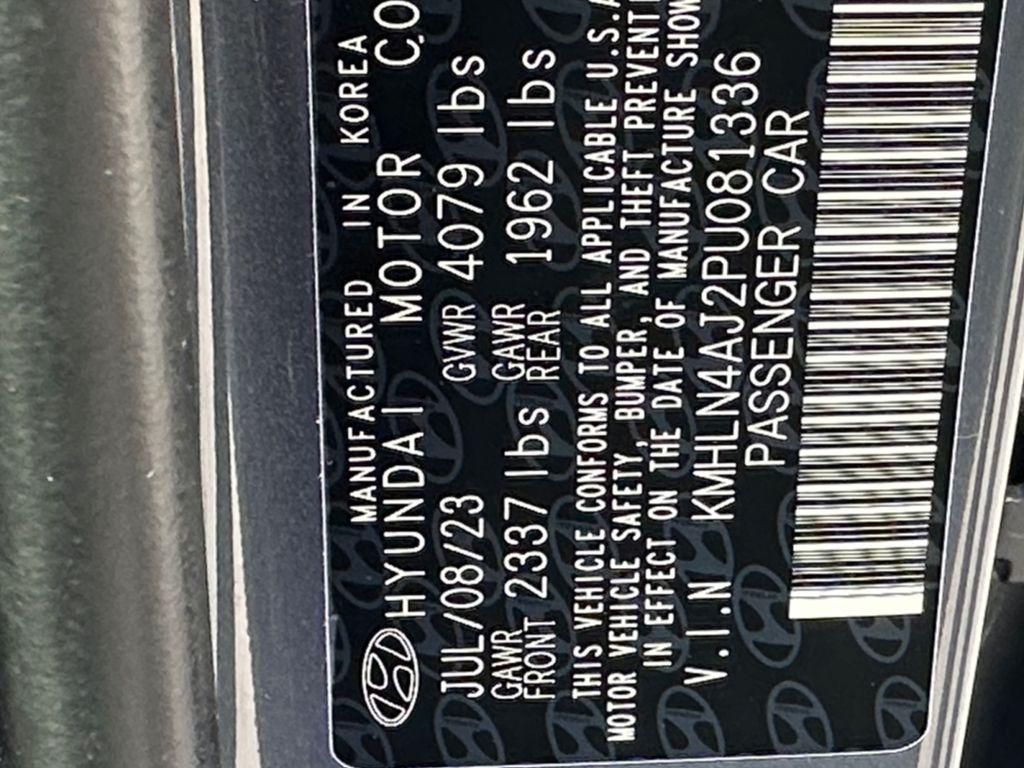 MANUFACTURED IN KOREA
HYUNDAI MOTOR CO
JUL/08/23 GVWR 4079 lbs
GAWR FRONT 2337 lbs GAWR REAR 1962 lbs
THIS VEHICLE CONFORMS TO ALL APPLICABLE U.S.A
MOTOR VEHICLE SAFETY, BUMPER, AND THEFT PREVENTI
IN EFFECT ON THE DATE OF MANUFACTURE SHOW
V.I.N KMHLN4AJ2PU081336
PASSENGER CAR